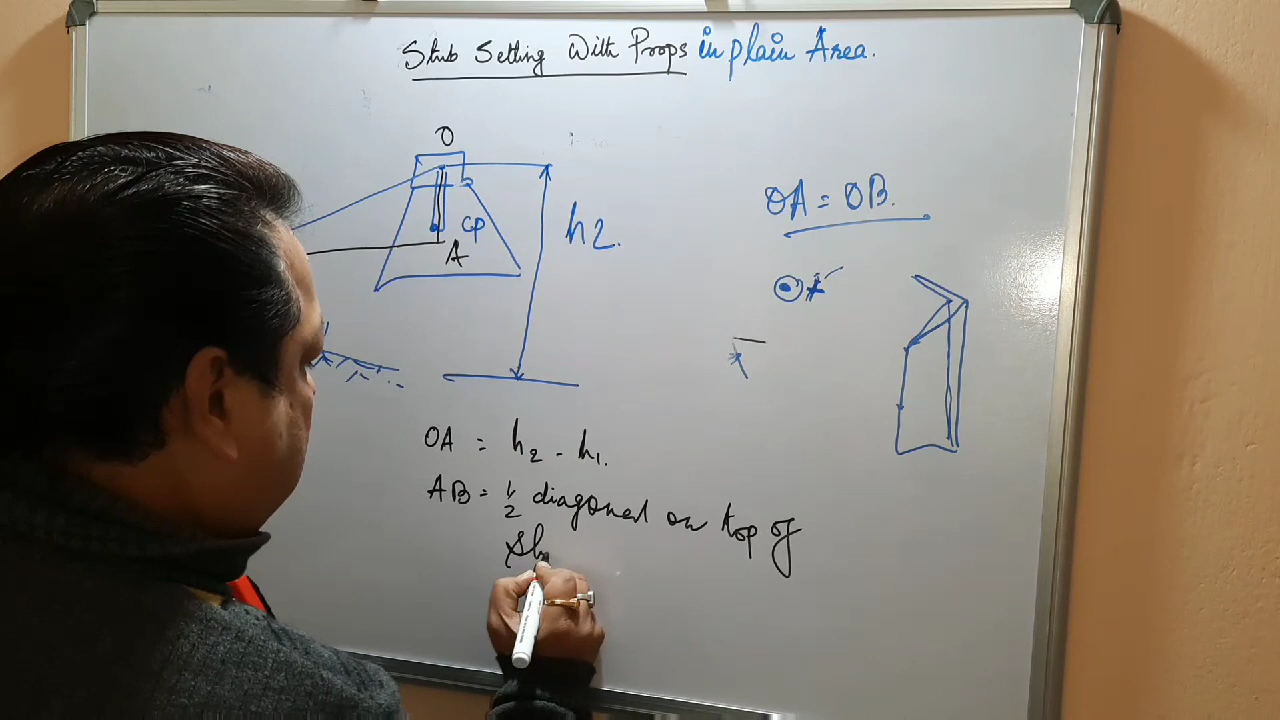 Stub Setting With Props in plain Area.
O
OA = OB.
CP
h2.
A
OA = h2 - h1.
AB = 1/2 diagonal on top of